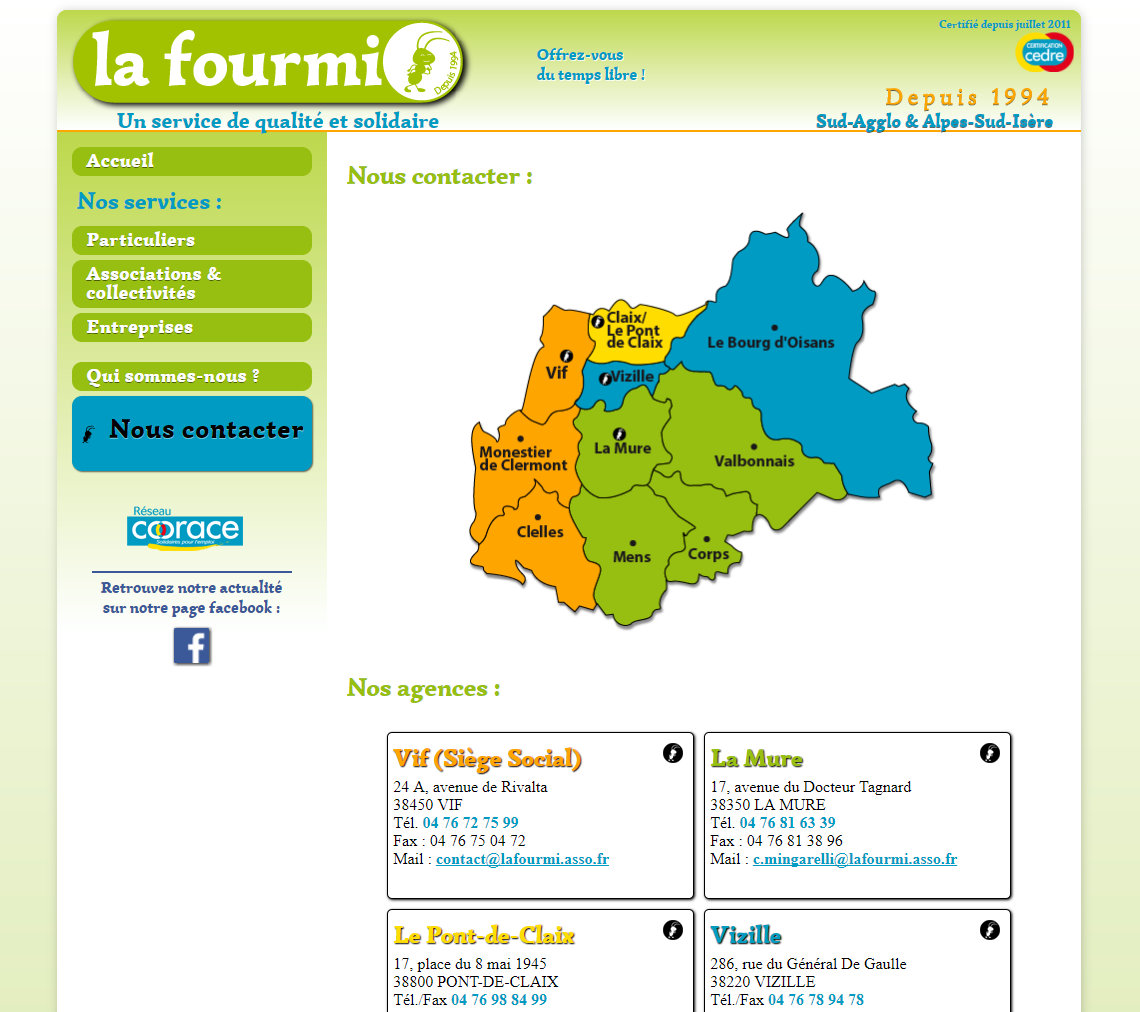 la fourmi
Depuis 1994
Un service de qualité et solidaire
Offrez-vous
du temps libre !
Certifié depuis juillet 2011
CERTIFICATION
cedre
Depuis 1994
Sud-Agglo & Alpes-Sud-Isère
Accueil
Nos services :
Particuliers
Associations &
collectivités
Entreprises
Qui sommes-nous ?
Nous contacter
Réseau
coorace
Solidaires pour l'emploi
Retrouvez notre actualité
sur notre page facebook :
f
Nous contacter :
Claix/
Le Pont
de Claix
Le Bourg d'Oisans
Vif
Vizille
La Mure
Monestier
de Clermont
Valbonnais
Clelles
Mens
Corps
Nos agences :
Vif (Siège Social)
24 A, avenue de Rivalta
38450 VIF
Tél. 04 76 72 75 99
Fax : 04 76 75 04 72
Mail : contact@lafourmi.asso.fr
La Mure
17, avenue du Docteur Tagnard
38350 LA MURE
Tél. 04 76 81 63 39
Fax : 04 76 81 38 96
Mail : c.mingarelli@lafourmi.asso.fr
Le Pont-de-Claix
17, place du 8 mai 1945
38800 PONT-DE-CLAIX
Tél./Fax 04 76 98 84 99
Vizille
286, rue du Général De Gaulle
38220 VIZILLE
Tél./Fax 04 76 78 94 78